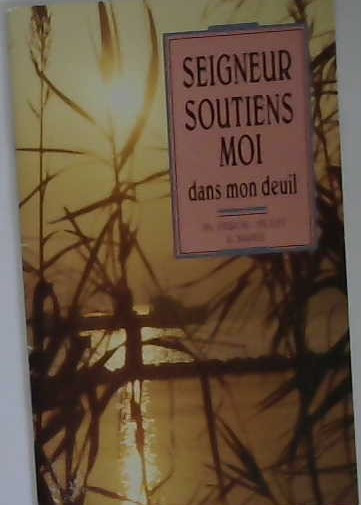 SEIGNEUR
SOUTIENS
MOI
dans mon deuil